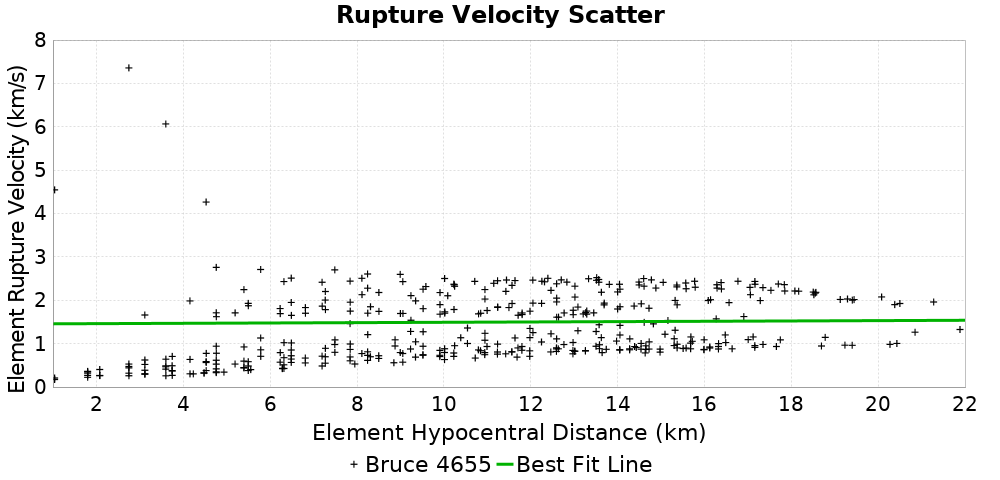 Rupture Velocity Scatter
Element Rupture Velocity (km/s)
8
7
6
5
4
3
2
1
0
2 4 6 8 10 12 14 16 18 20 22
Element Hypocentral Distance (km)
Bruce 4655 Best Fit Line